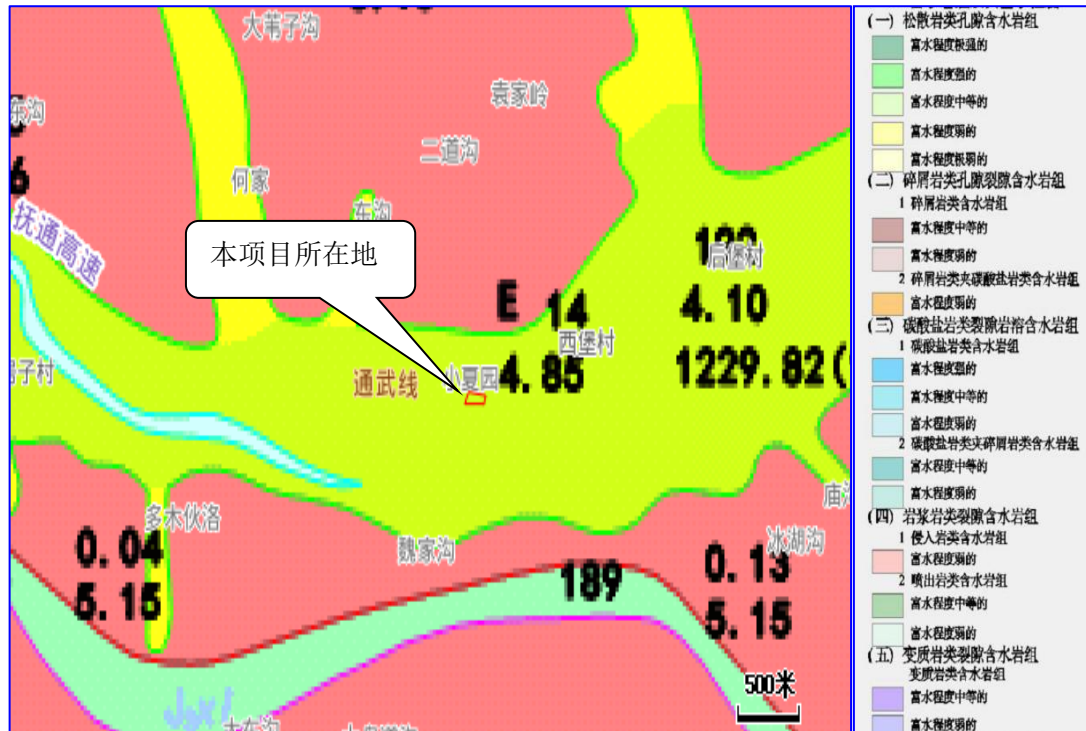 大苇子沟
袁家岭
东沟
二道沟
6
何家
东沟
抚通高速
本项目所在地
后堡村
E 14
4.10
西堡村
通武线
小夏园
4.85
1229.82(
多木伙洛
魏家沟
冰湖沟
0.04
5.15
189
0.13
5.15
500米
(一) 松散岩类孔隙含水岩组
富水程度极强的
富水程度强的
富水程度中等的
富水程度弱的
富水程度极弱的
(二) 碎屑岩类孔隙裂隙含水岩组
1 碎屑岩类含水岩组
富水程度中等的
富水程度弱的
2 碎屑岩类夹碳酸盐岩类含水岩组
富水程度弱的
(三) 碳酸盐岩类裂隙岩溶含水岩组
1 碳酸盐岩类含水岩组
富水程度强的
富水程度中等的
富水程度弱的
2 碳酸盐岩类夹碎屑岩类含水岩组
富水程度中等的
富水程度弱的
(四) 岩浆岩类裂隙含水岩组
1 侵入岩类含水岩组
富水程度弱的
2 喷出岩类含水岩组
富水程度中等的
富水程度弱的
(五) 变质岩类裂隙含水岩组
变质岩类含水岩组
富水程度中等的
富水程度弱的